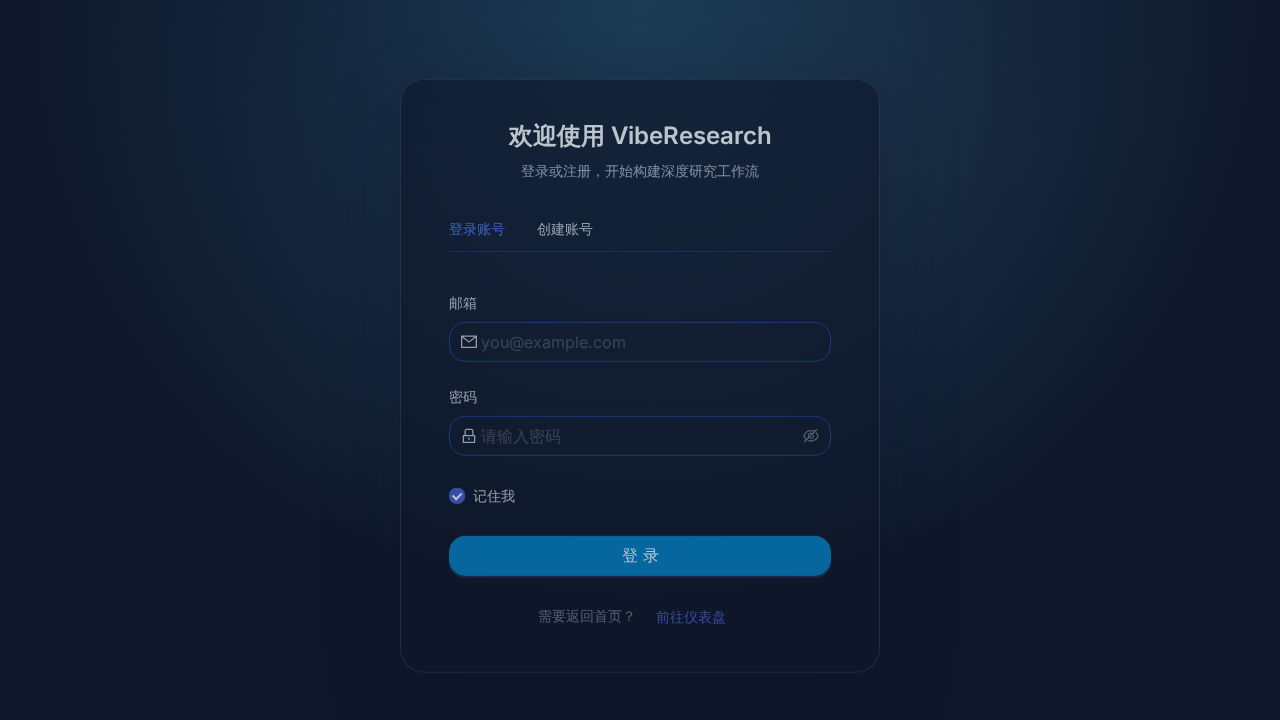 欢迎使用 VibeResearch
登录或注册，开始构建深度研究工作流
登录账号 创建账号
邮箱
you@example.com
密码
请输入密码
记住我
登 录
需要返回首页？ 前往仪表盘